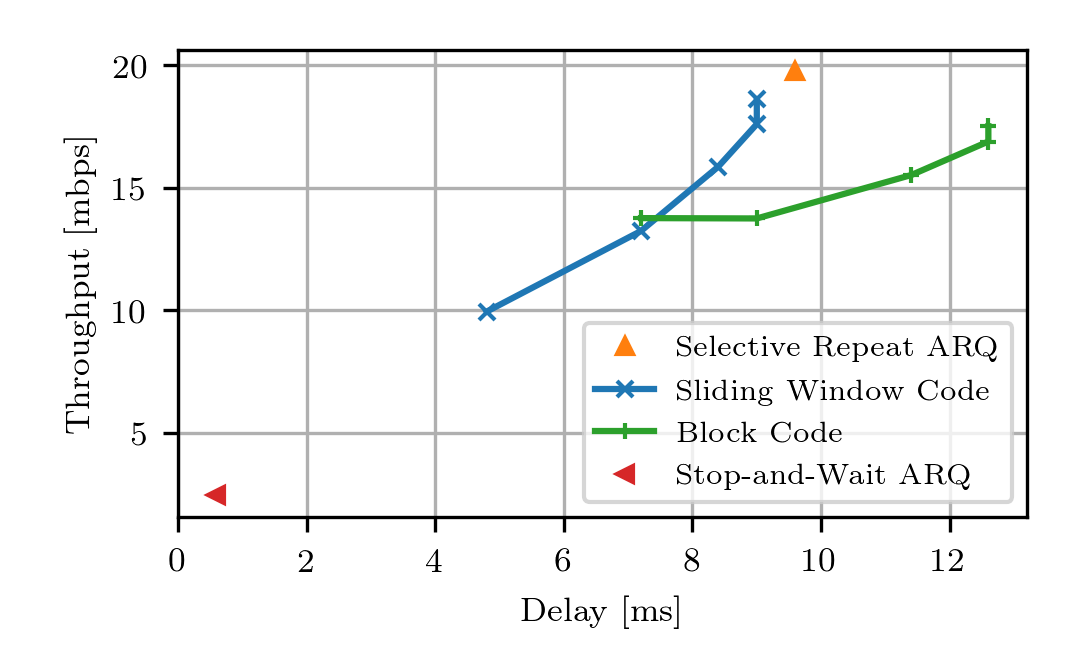 20
15
10
5
Throughput [mbps]
Selective Repeat ARQ
Sliding Window Code
Block Code
Stop-and-Wait ARQ
0 2 4 6 8 10 12
Delay [ms]